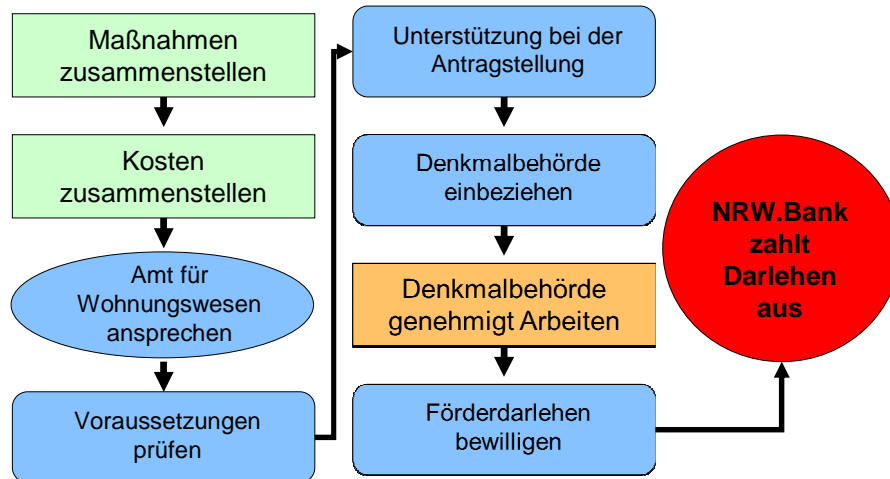 Maßnahmen
zusammenstellen
Kosten
zusammenstellen
Amt für
Wohnungswesen
ansprechen
Voraussetzungen
prüfen
Unterstützung bei der
Antragstellung
Denkmalbehörde
einbeziehen
Denkmalbehörde
genehmigt Arbeiten
Förderdarlehen
bewilligen
NRW.Bank
zahlt
Darlehen
aus